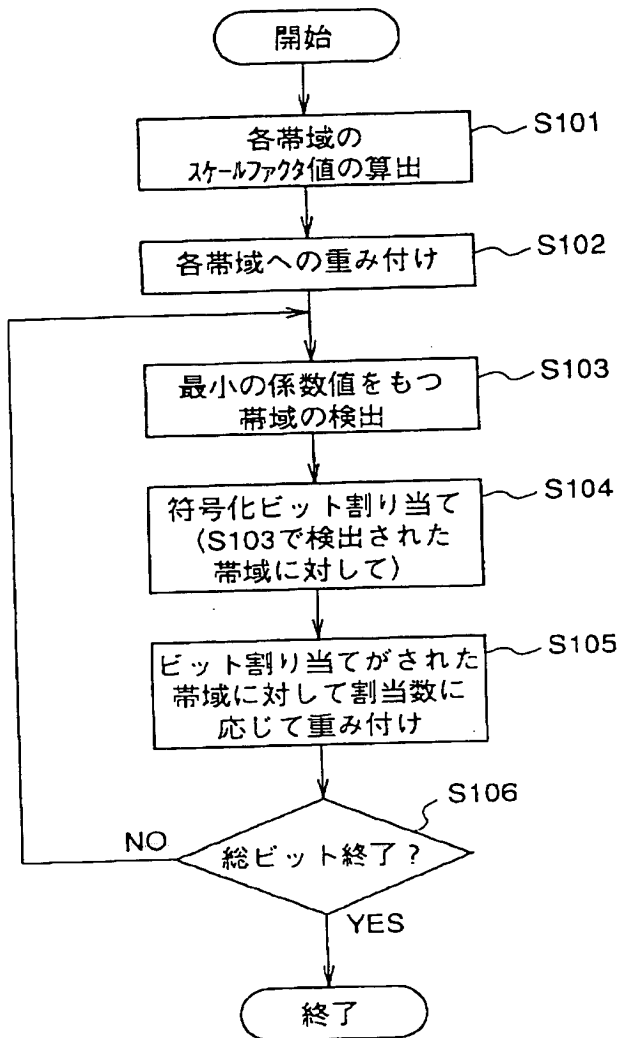 開始
各帯域の
スケールファクタ値の算出
S101
各帯域への重み付け
S102
最小の係数値をもつ
帯域の検出
S103
符号化ビット割り当て
(S103で検出された
帯域に対して)
S104
ビット割り当てがされた
帯域に対して割当数に
応じて重み付け
S105
S106
総ビット終了?
NO
YES
終了